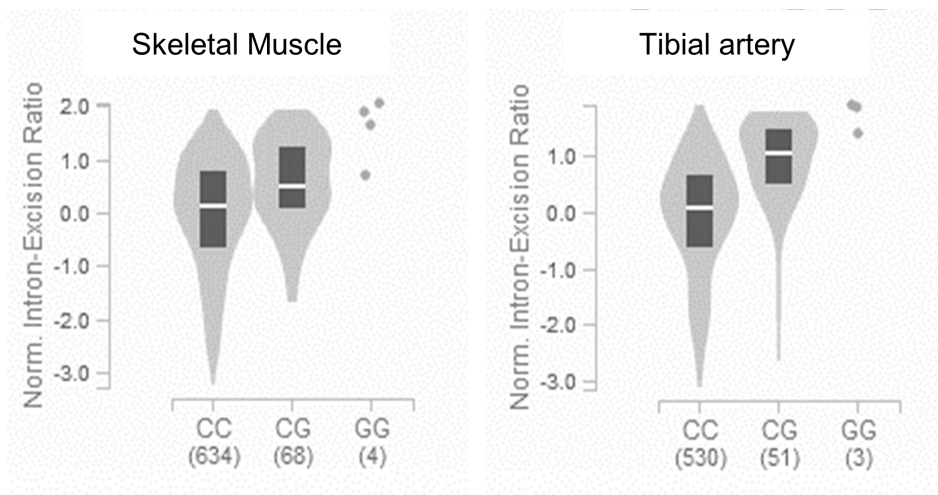 Skeletal Muscle
Norm. Intron-Excision Ratio
2.0
1.0
0.0
-1.0
-2.0
-3.0
CC CG GG
(634) (68) (4)
Tibial artery
Norm. Intron-Excision Ratio
1.0
0.0
-1.0
-2.0
-3.0
CC CG GG
(530) (51) (3)